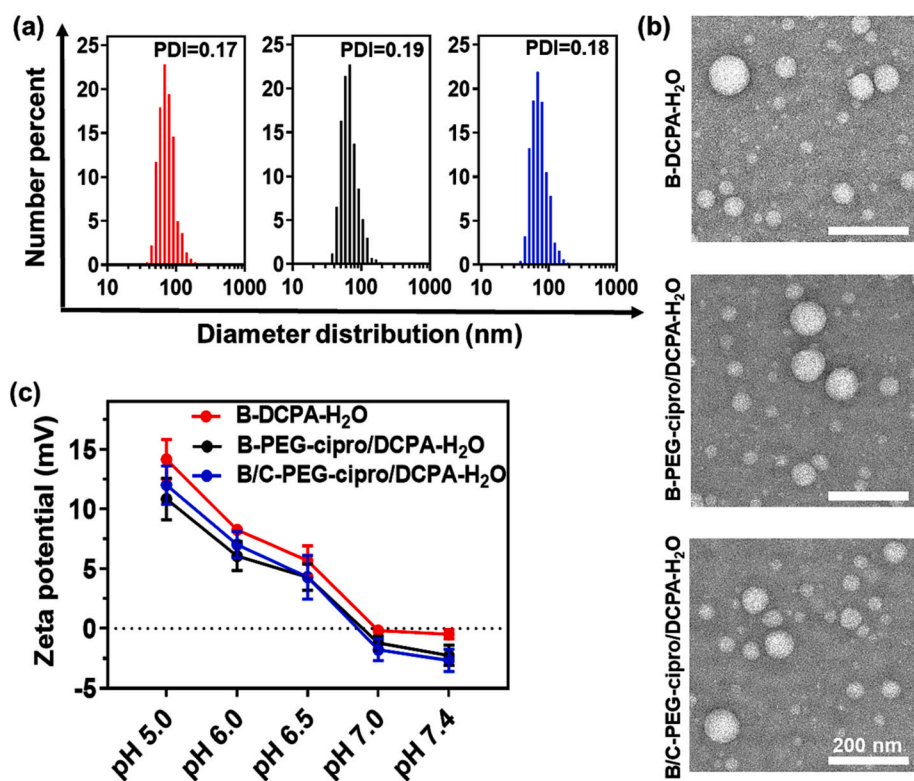 (a)
Number percent
25
20
15
10
5
0
PDI=0.17
10 100 1000
25
20
15
10
5
0
PDI=0.19
10 100 1000
25
20
15
10
5
0
PDI=0.18
10 100 1000
Diameter distribution (nm)
(b)
B-DCPA-H₂O
B-PEG-cipro/DCPA-H₂O
B/C-PEG-cipro/DCPA-H₂O
200 nm
(c)
Zeta potential (mV)
15
10
5
0
-5
B-DCPA-H₂O
B-PEG-cipro/DCPA-H₂O
B/C-PEG-cipro/DCPA-H₂O
pH 5.0
pH 6.0
pH 6.5
pH 7.0
pH 7.4